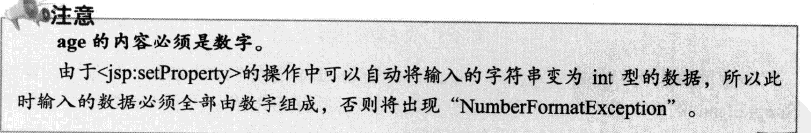 注意
age 的内容必须是数字。
由于<jsp:setProperty>的操作中可以自动将输入的字符串变为 int 型的数据，所以此
时输入的数据必须全部由数字组成，否则将出现“NumberFormatException”。